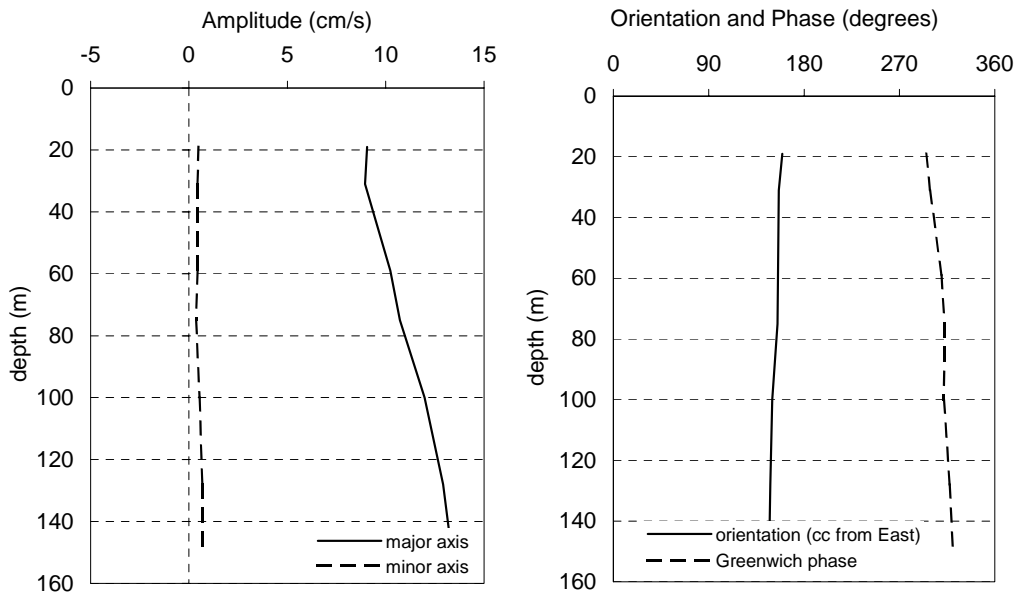 Amplitude (cm/s)
-5 0 5 10 15
0
20
40
60
80
100
120
140
160
depth (m)
major axis
minor axis
Orientation and Phase (degrees)
0 90 180 270 360
0
20
40
60
80
100
120
140
160
depth (m)
orientation (cc from East)
Greenwich phase